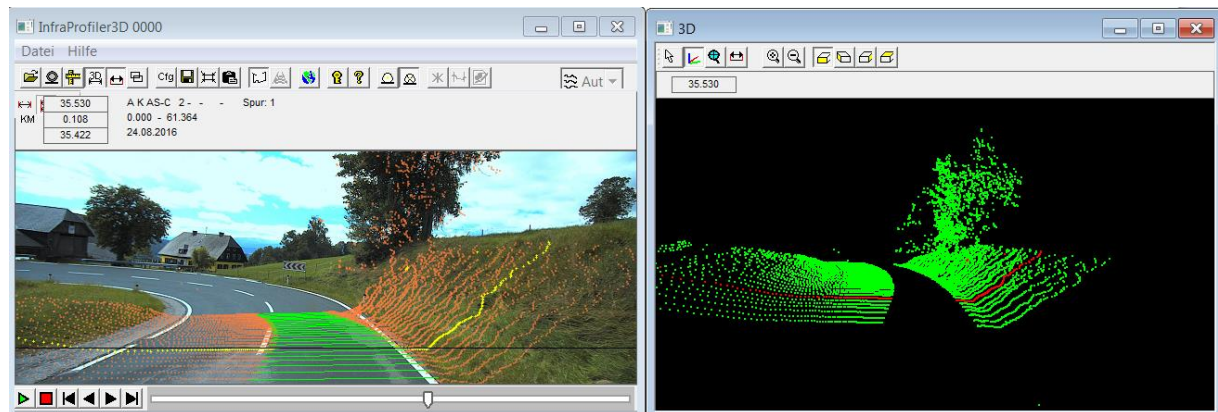 InfraProfiler3D 0000
Datei Hilfe
3D Cfg Aut
35.530 A K AS-C 2 - - - Spur: 1
KM 0.108 0.000 - 61.364
35.422 24.08.2016
3D
35.530